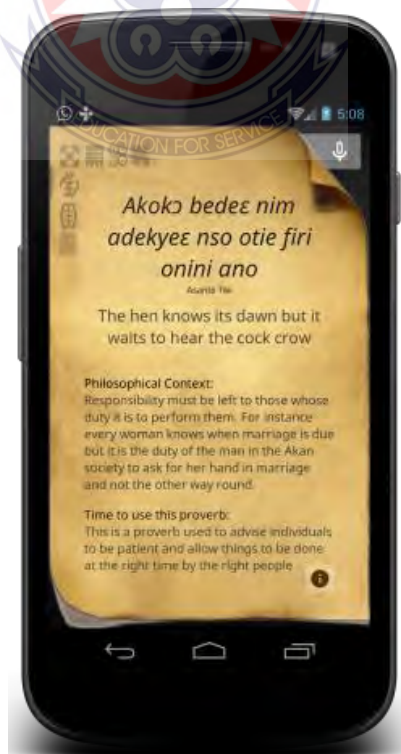 EDUCATION FOR SERVICE
5:08
Akokɔ bedeɛ nim
adekyeɛ nso otie firi
onini ano
Asante Twi
The hen knows its dawn but it
waits to hear the cock crow
Philosophical Context:
Responsibility must be left to those whose
duty it is to perform them. For instance
every woman knows when marriage is due
but it is the duty of the man in the Akan
society to ask for her hand in marriage
and not the other way round.
Time to use this proverb:
This is a proverb used to advise individuals
to be patient and allow things to be done
at the right time by the right people